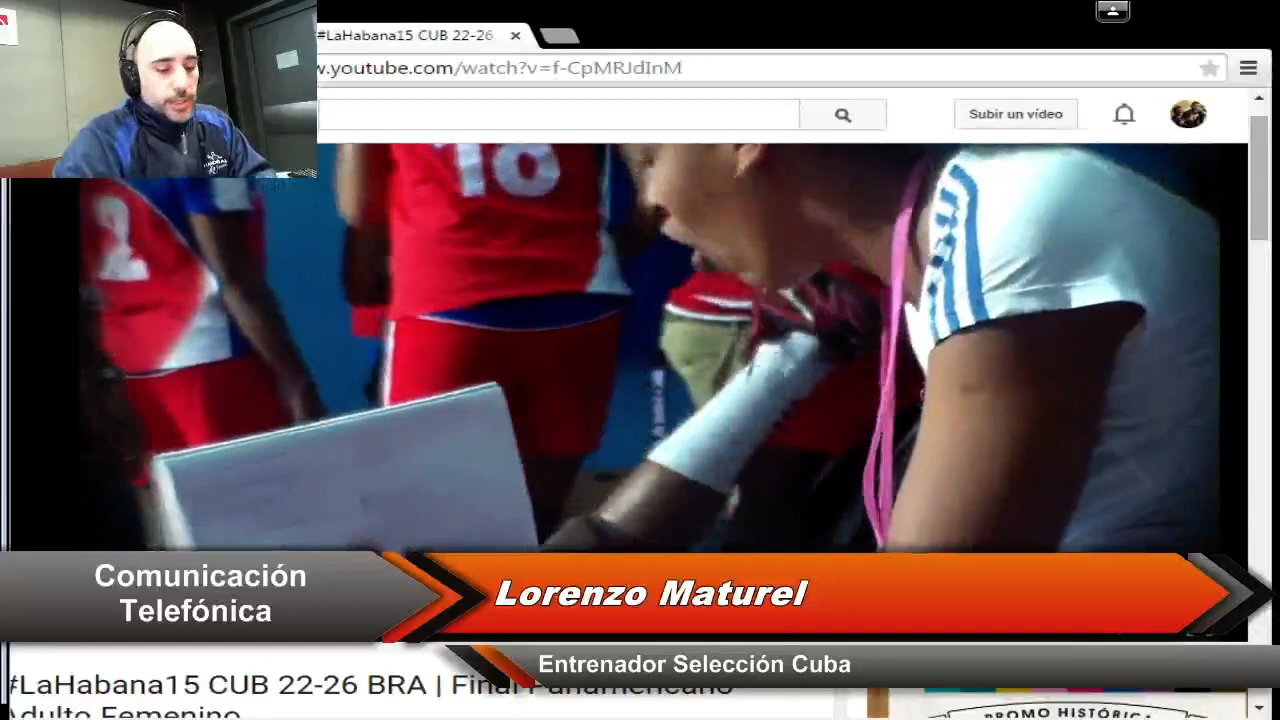 #LaHabana15 CUB 22-26
w.youtube.com/watch?v=f-CpMRJdInM
Subir un vídeo
18
2
Comunicación
Telefónica
Lorenzo Maturel
Entrenador Selección Cuba
#LaHabana15 CUB 22-26 BRA | Final Panamericano
Adulto Femenino
PROMO HISTÓRICA